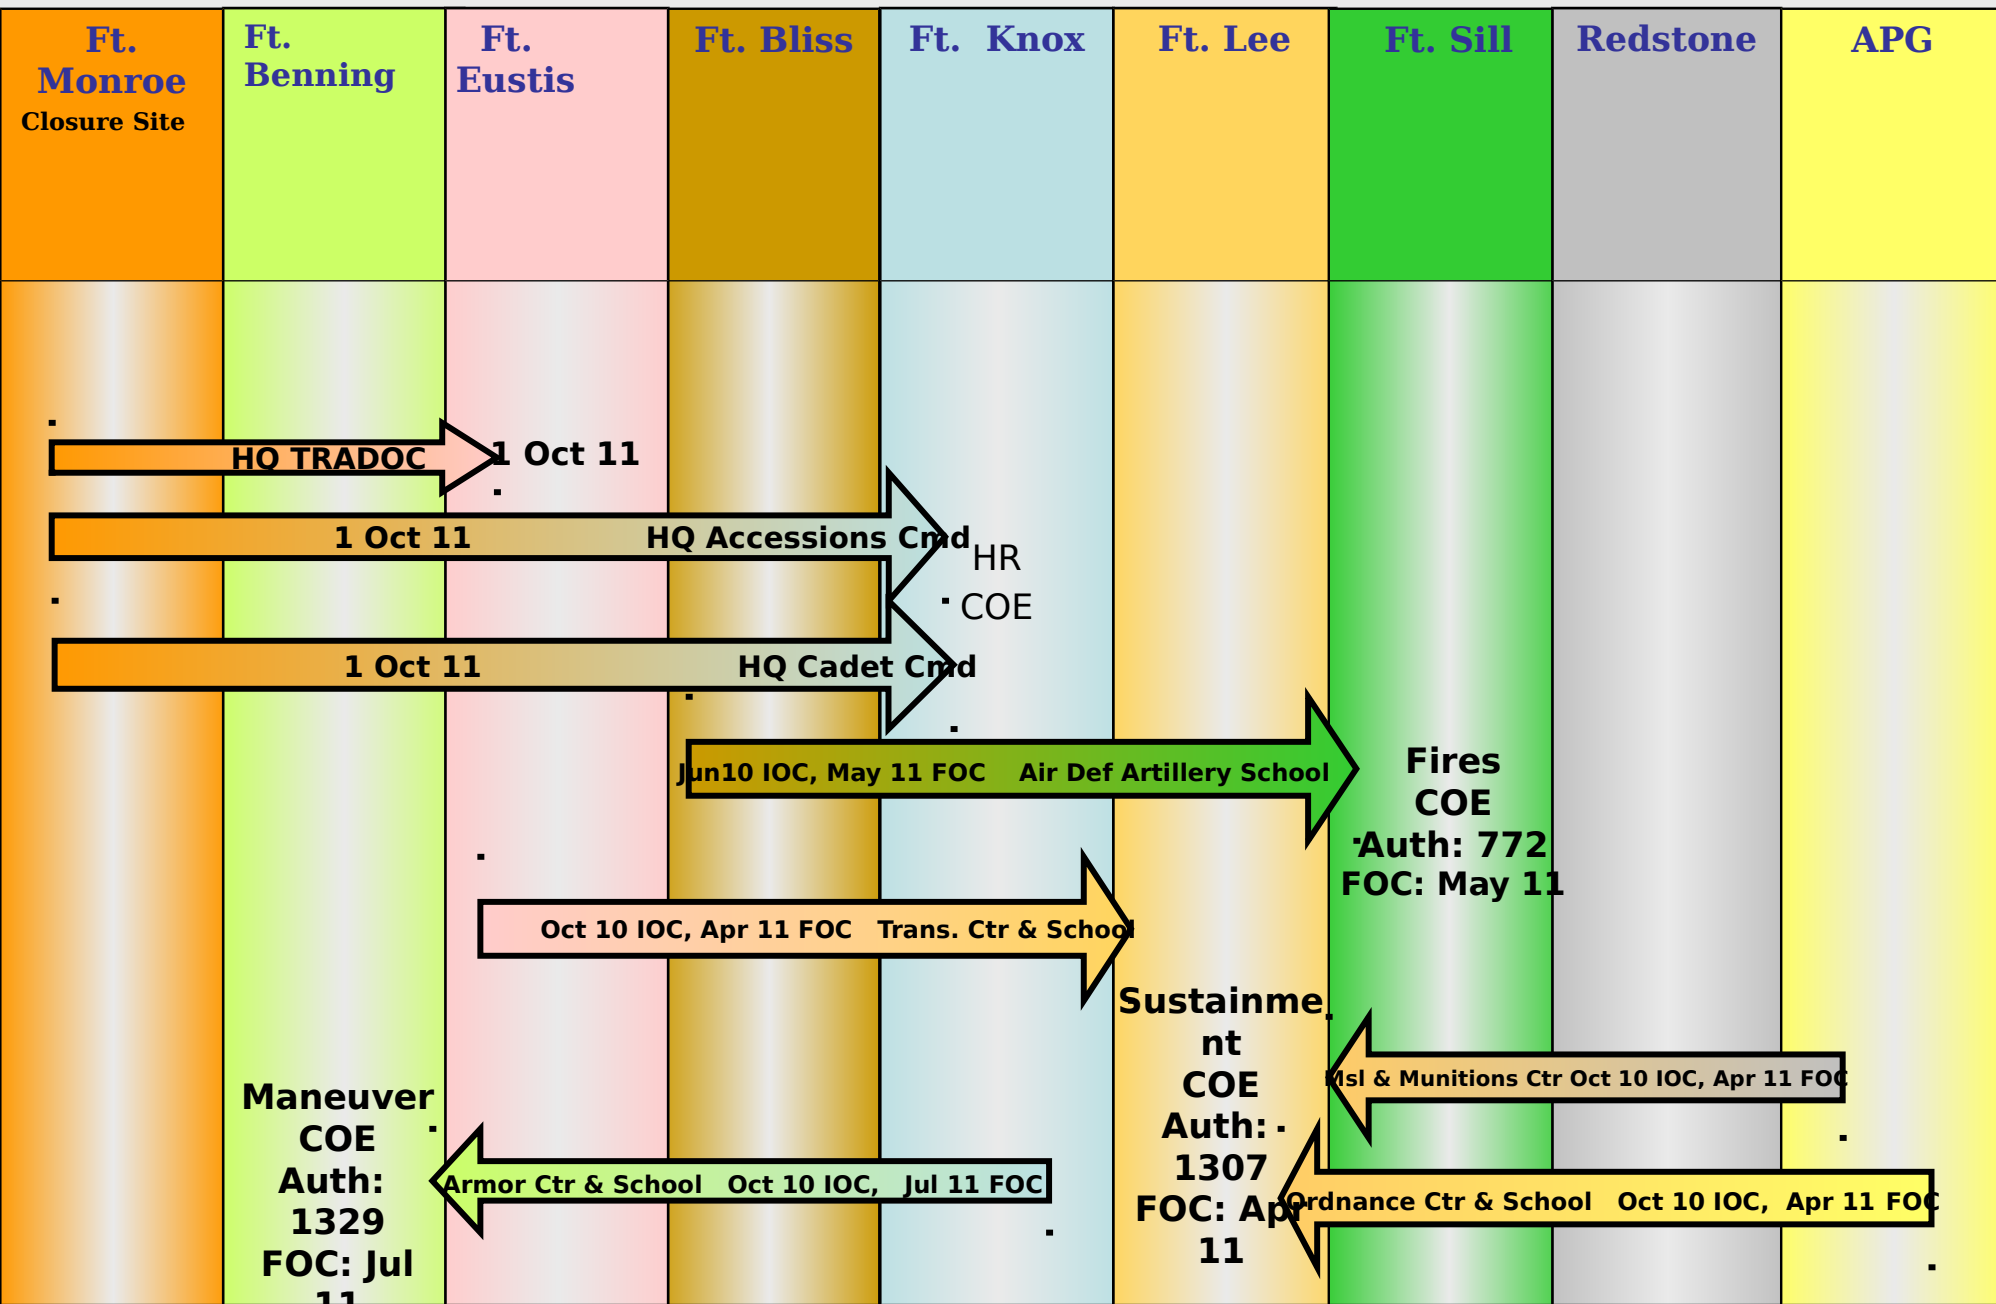 Ft.
Monroe
Closure Site
Ft.
Benning
Ft.
Eustis
Ft. Bliss
Ft.  Knox
Ft. Lee
Ft. Sill
Redstone
APG
HQ TRADOC
1 Oct 11
1 Oct 11 HQ Accessions Cmd
HR
COE
1 Oct 11 HQ Cadet Cmd
Jun10 IOC, May 11 FOC Air Def Artillery School
Fires
COE
Auth: 772
FOC: May 11
Oct 10 IOC, Apr 11 FOC Trans. Ctr & School
Sustainme
nt
COE
Auth:
1307
FOC: Apr
11
Msl & Munitions Ctr Oct 10 IOC, Apr 11 FOC
Maneuver
COE
Auth:
1329
FOC: Jul
11
Armor Ctr & School Oct 10 IOC, Jul 11 FOC
Ordnance Ctr & School Oct 10 IOC, Apr 11 FOC